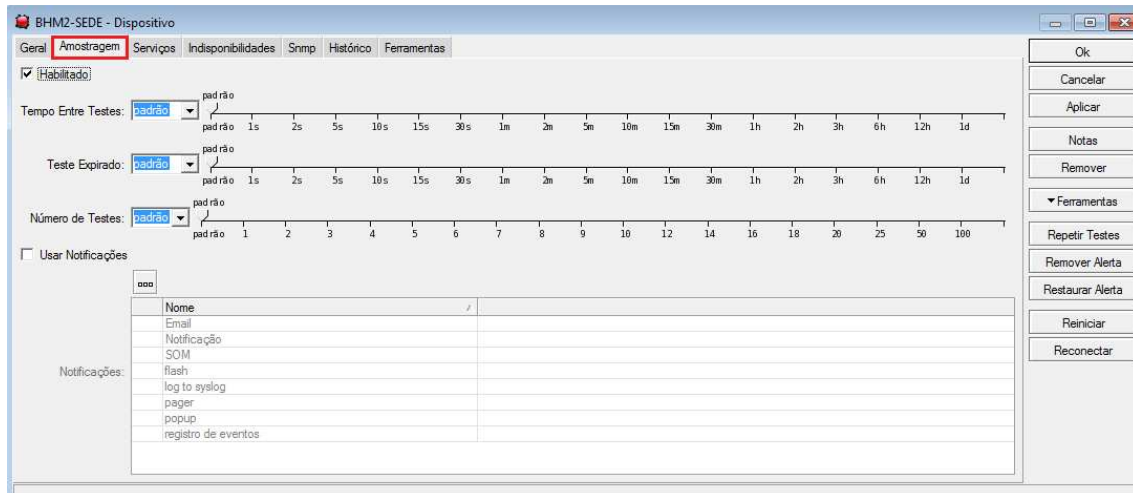 BHM2-SEDE - Dispositivo
Geral Amostragem Serviços Indisponibilidades Snmp Histórico Ferramentas
Ok
Habilitado
Cancelar
padrão
Tempo Entre Testes: padrão
Aplicar
padrão 1s 2s 5s 10s 15s 30s 1m 2m 5m 10m 15m 30m 1h 2h 3h 6h 12h 1d
Notas
padrão
Teste Expirado: padrão
Remover
padrão 1s 2s 5s 10s 15s 30s 1m 2m 5m 10m 15m 30m 1h 2h 3h 6h 12h 1d
Ferramentas
padrão
Número de Testes: padrão
padrão 1 2 3 4 5 6 7 8 9 10 12 14 16 18 20 25 50 100
Repetir Testes
Usar Notificações
Remover Alerta
Restaurar Alerta
Nome
Email
Reiniciar
Notificação
SOM
Reconectar
Notificações:
flash
log to syslog
pager
popup
registro de eventos